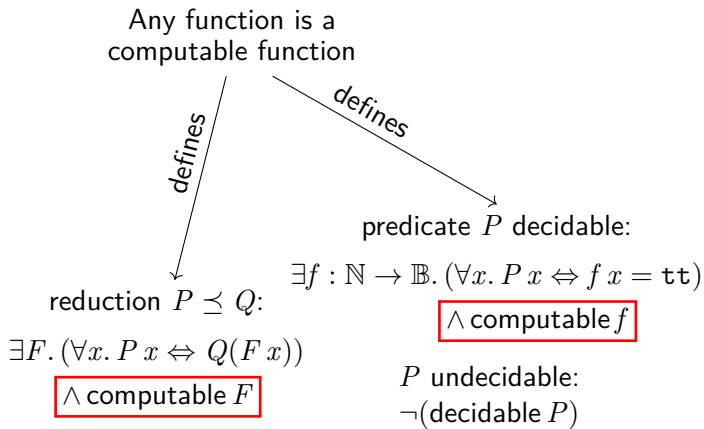 Any function is a
computable function
defines
defines
predicate P decidable:
∃f : ℕ → 𝔹. (∀x. P x ⇔ f x = tt)
∧ computable f
reduction P ⪯ Q:
∃F. (∀x. P x ⇔ Q(F x))
∧ computable F
P undecidable:
¬(decidable P)